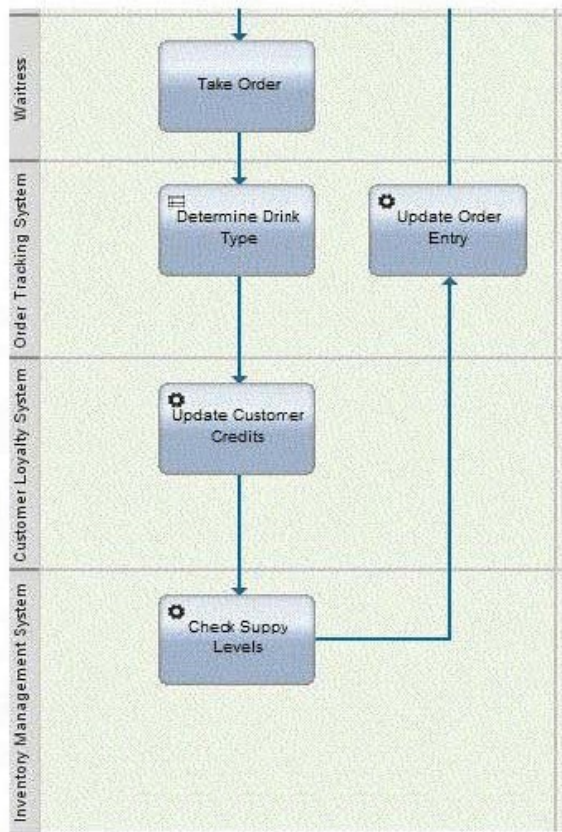 Waitress
Take Order
Order Tracking System
Determine Drink
Type
Update Order
Entry
Customer Loyalty System
Update Customer
Credits
Inventory Management System
Check Suppy
Levels